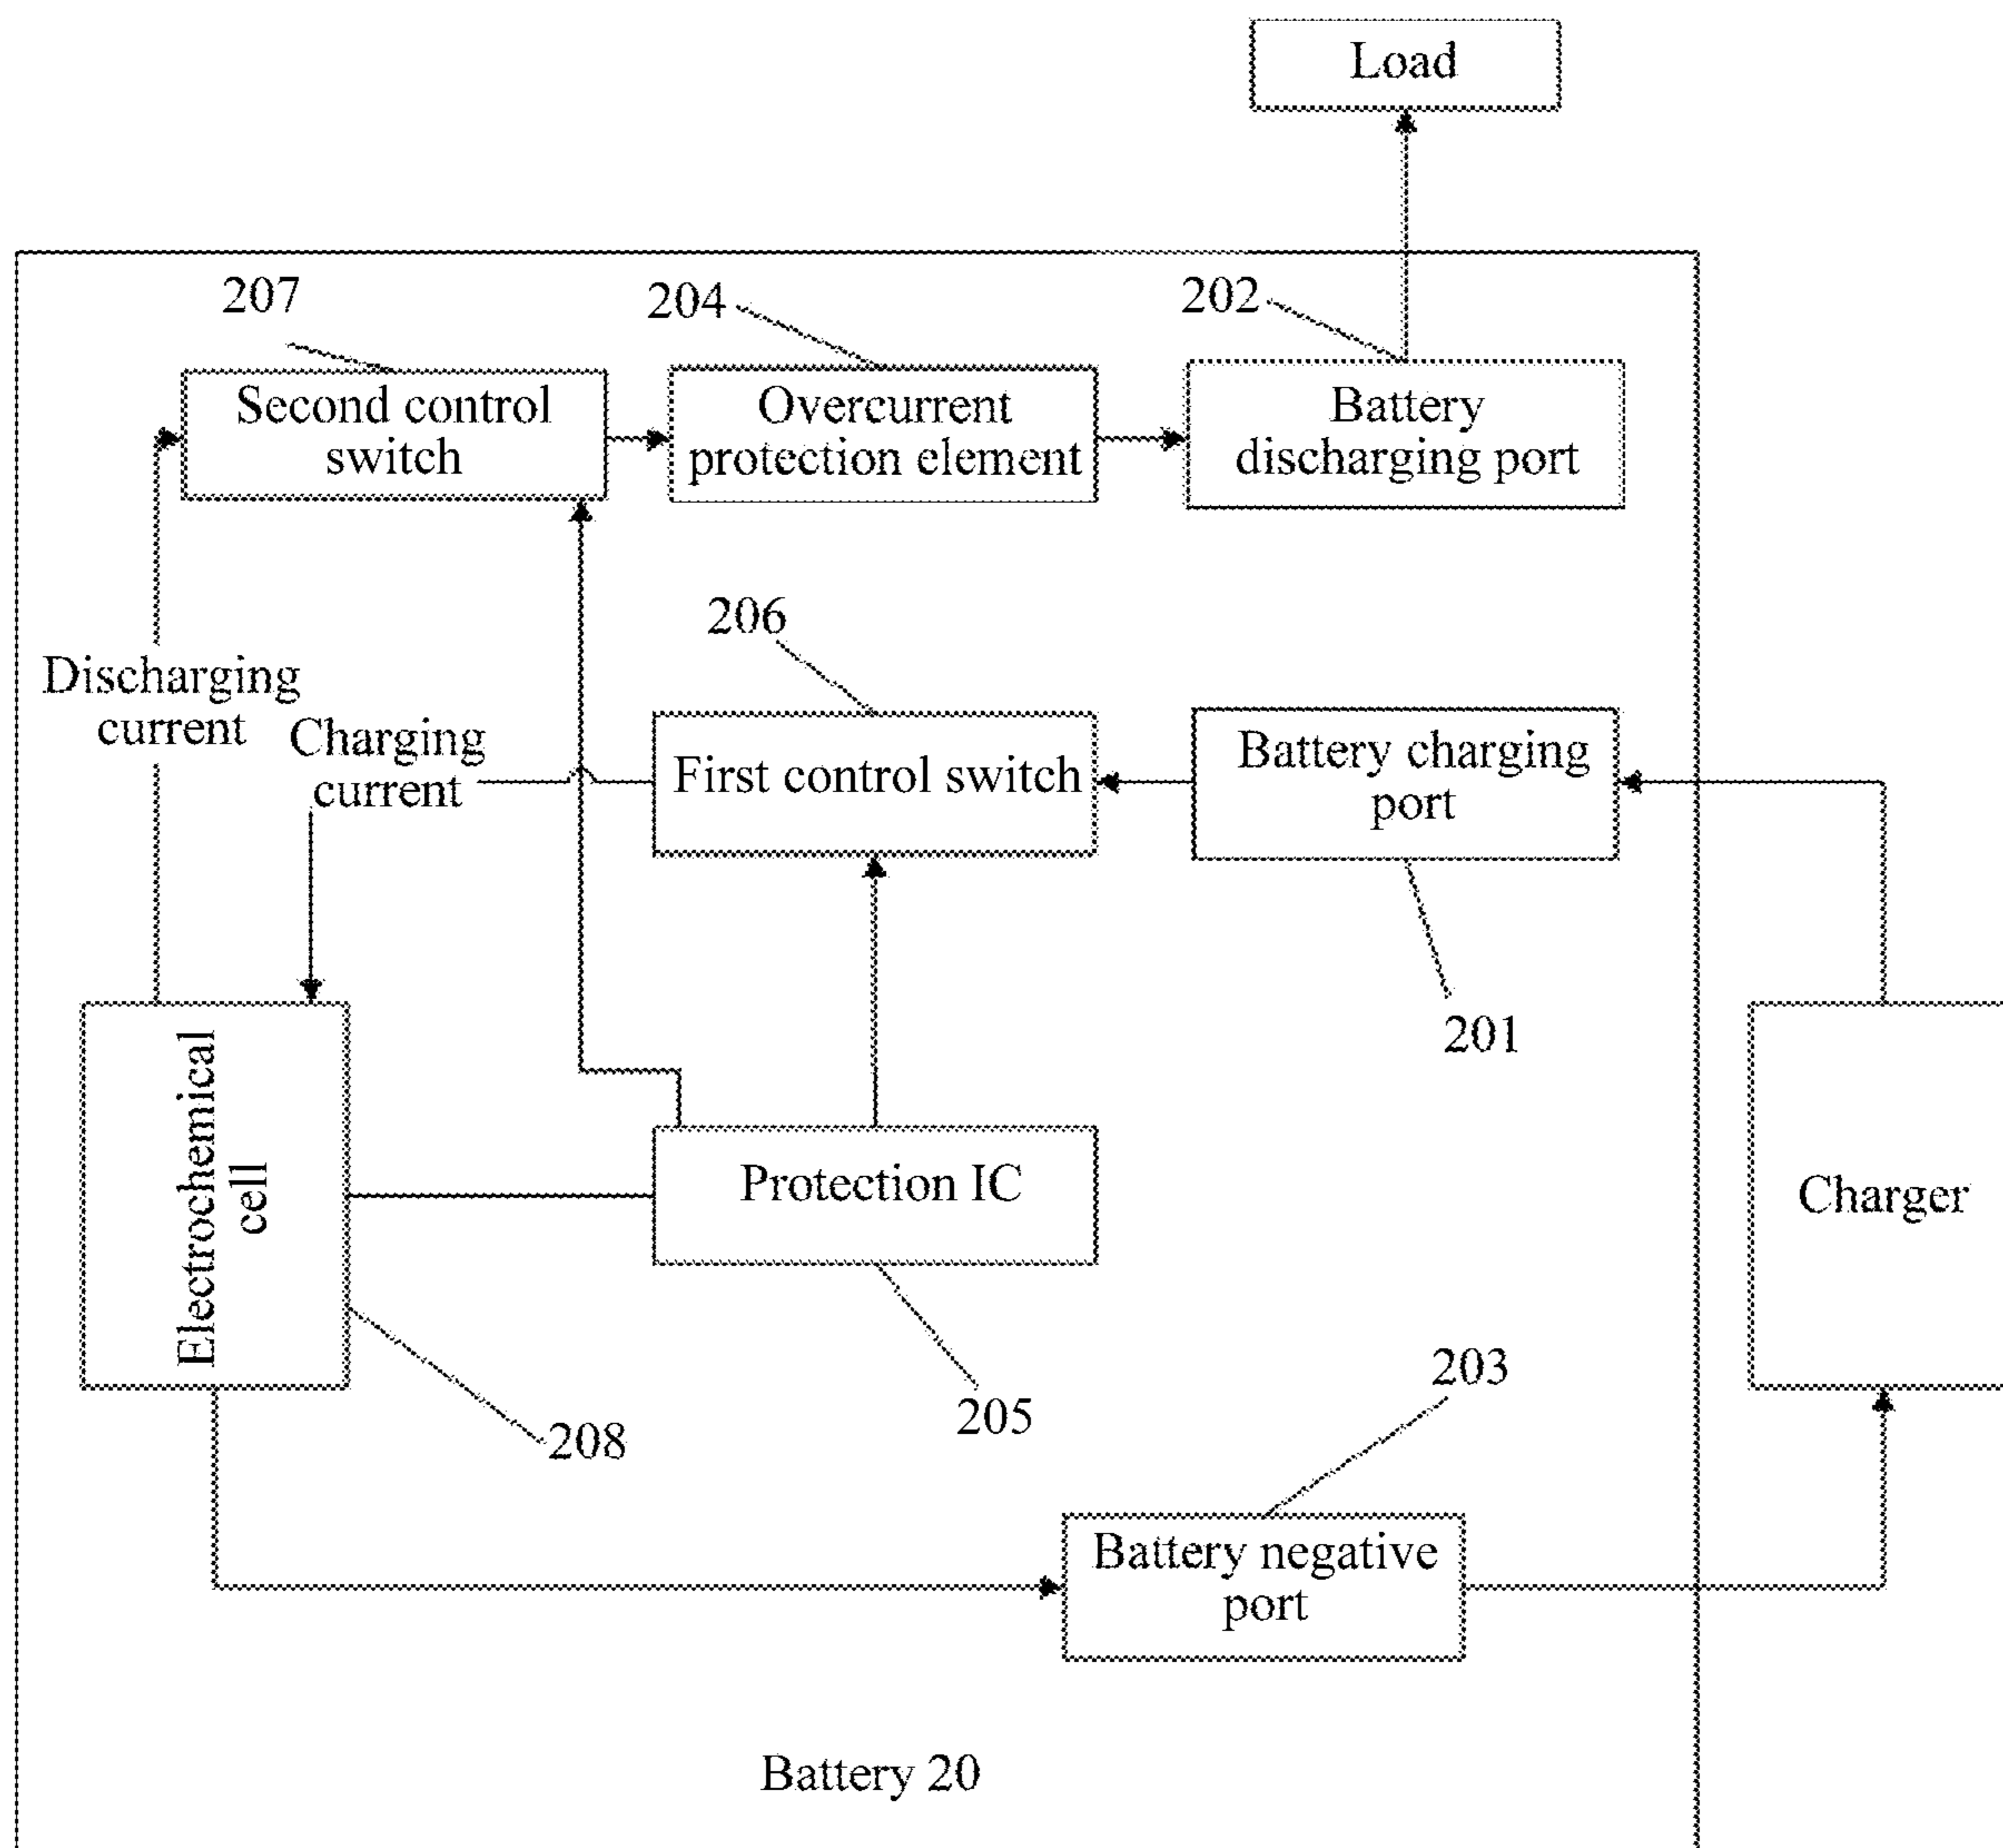 Load
207
204
202
Second control
switch
Overcurrent
protection element
Battery
discharging port
206
Discharging
current
Charging
current
First control switch
Battery charging
port
201
Electrochemical
cell
Protection IC
Charger
208
205
203
Battery negative
port
Battery 20